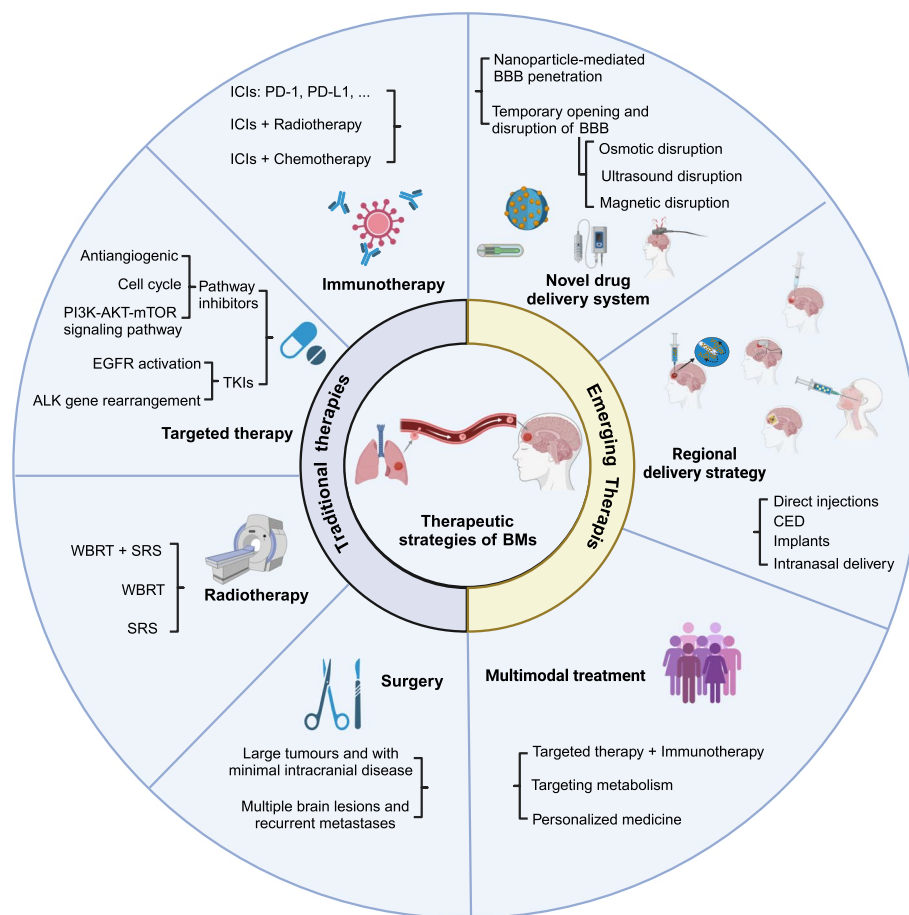 ICIs: PD-1, PD-L1, ...
ICIs + Radiotherapy
ICIs + Chemotherapy
Immunotherapy
Nanoparticle-mediated
BBB penetration
Temporary opening and
disruption of BBB
Osmotic disruption
Ultrasound disruption
Magnetic disruption
Novel drug
delivery system
Antiangiogenic
Cell cycle
PI3K-AKT-mTOR
signaling pathway
Pathway
inhibitors
EGFR activation
ALK gene rearrangement
TKIs
Targeted therapy
Traditional therapies
Emerging Therapis
Therapeutic
strategies of BMs
Regional
delivery strategy
Direct injections
CED
Implants
Intranasal delivery
WBRT + SRS
WBRT
SRS
Radiotherapy
Surgery
Large tumours and with
minimal intracranial disease
Multiple brain lesions and
recurrent metastases
Multimodal treatment
Targeted therapy + Immunotherapy
Targeting metabolism
Personalized medicine